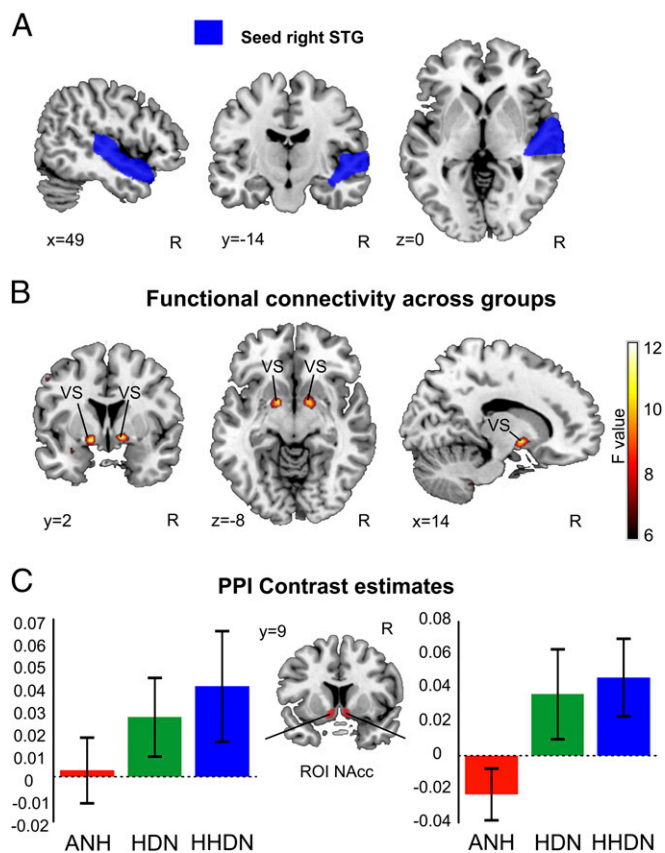 A
Seed right STG
x=49
R
y=-14
R
z=0
R
B
Functional connectivity across groups
VS
VS
VS
VS
VS
y=2
R
z=-8
R
x=14
R
12
10
8
6
F value
C
PPI Contrast estimates
0.07
0.06
0.05
0.04
0.03
0.02
0.01
0
-0.01
-0.02
ANH
HDN
HHDN
y=9
R
ROI NAcc
0.08
0.06
0.04
0.02
0
-0.02
-0.04
ANH
HDN
HHDN